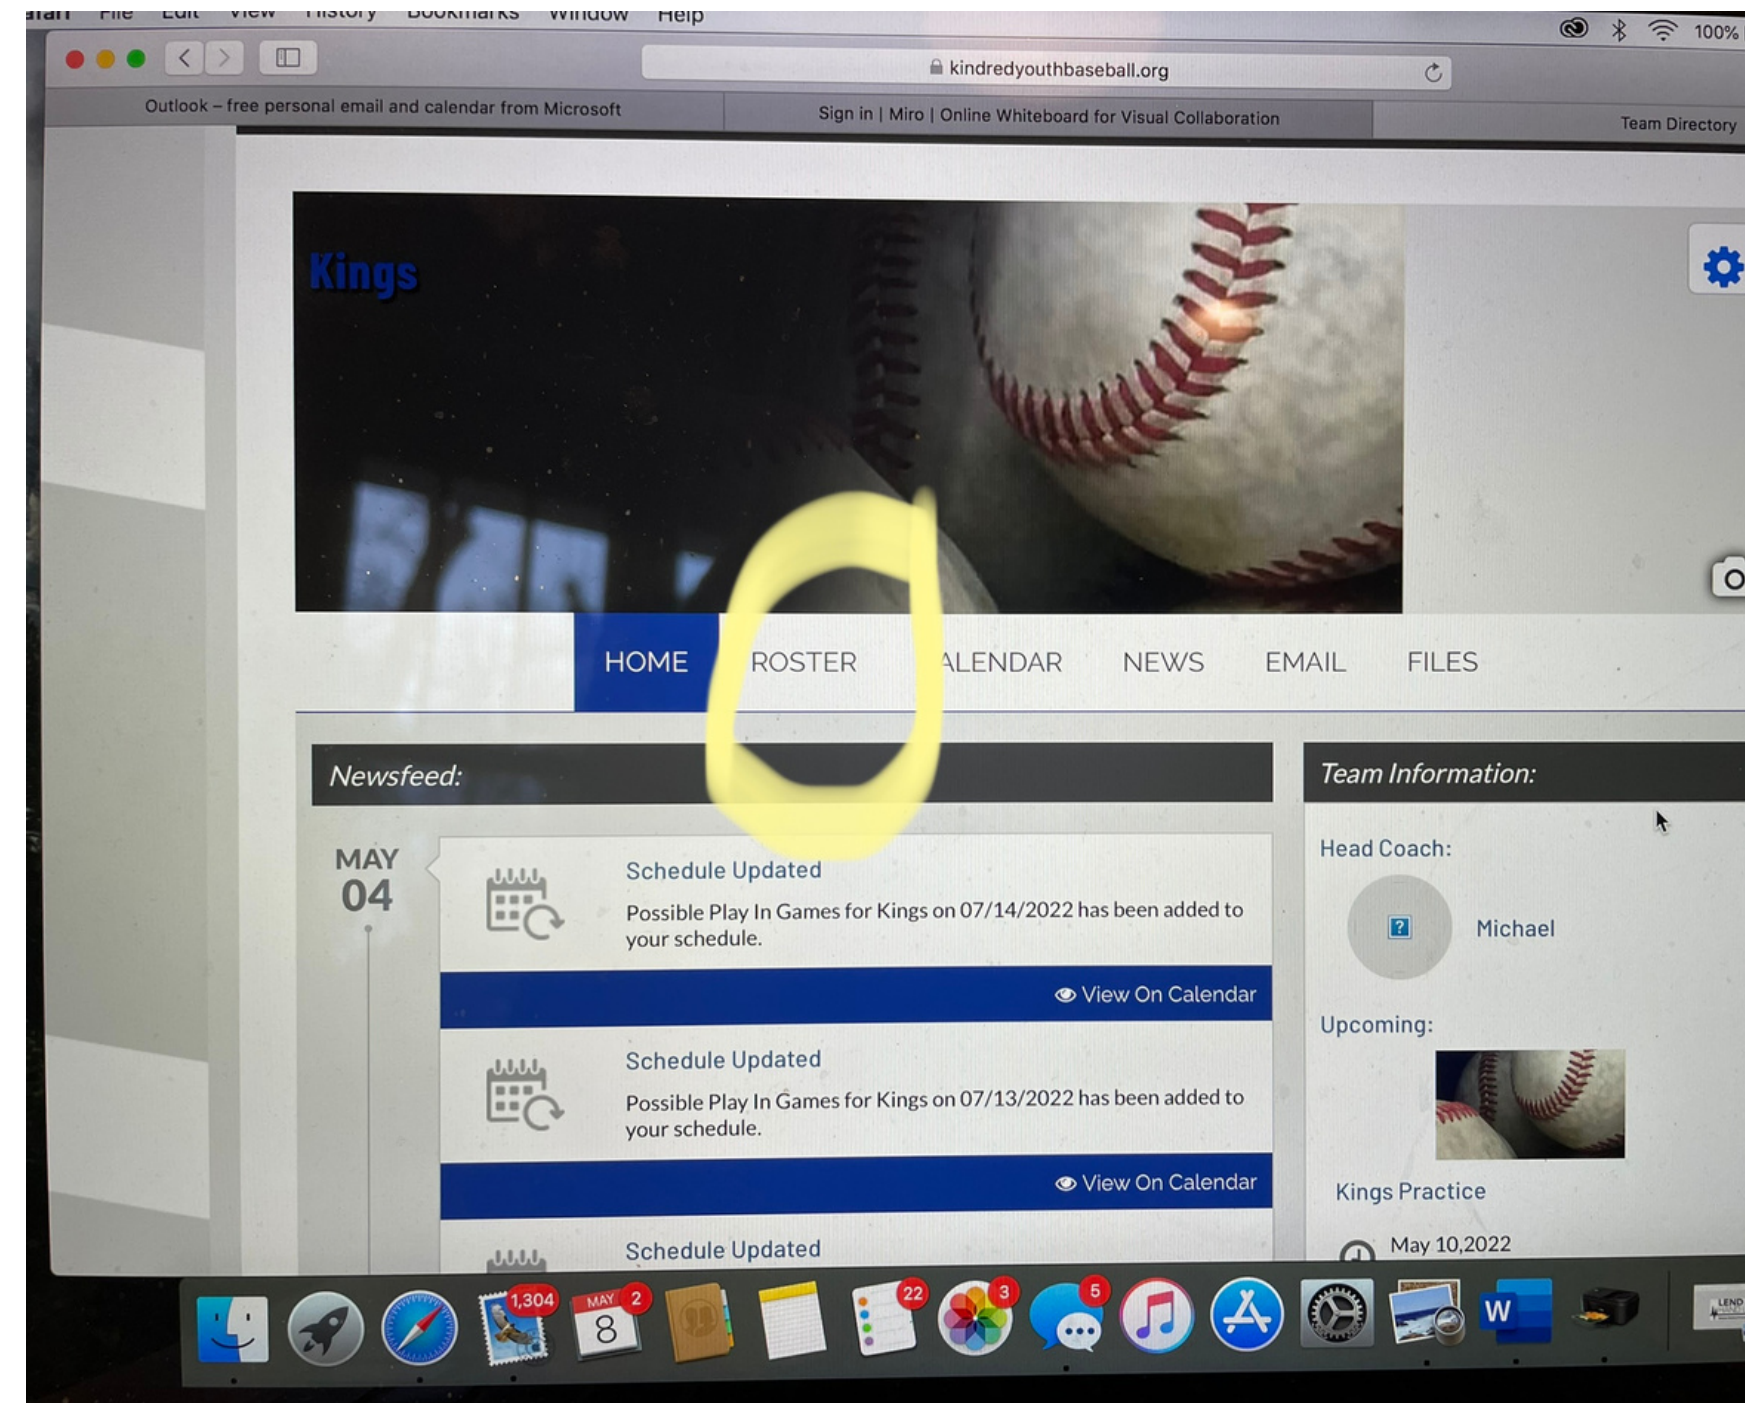 File Edit View History Bookmarks Window Help
100%
kindredyouthbaseball.org
Outlook – free personal email and calendar from Microsoft
Sign in | Miro | Online Whiteboard for Visual Collaboration
Team Directory
Kings
HOME ROSTER ALENDAR NEWS EMAIL FILES
Newsfeed:
MAY
04
Schedule Updated
Possible Play In Games for Kings on 07/14/2022 has been added to
your schedule.
View On Calendar
Schedule Updated
Possible Play In Games for Kings on 07/13/2022 has been added to
your schedule.
View On Calendar
Schedule Updated
Team Information:
Head Coach:
?
Michael
Upcoming:
Kings Practice
May 10,2022
1,304
MAY
8
2
22
3
5
W
LEND